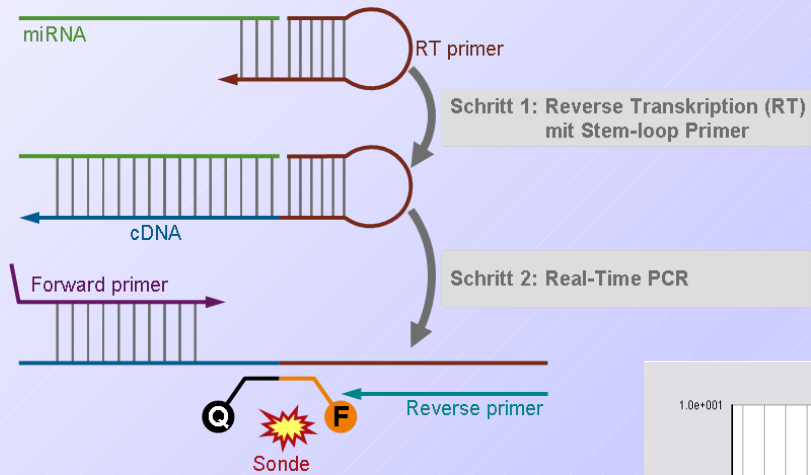 miRNA
RT primer
Schritt 1: Reverse Transkription (RT)
mit Stem-loop Primer
cDNA
Forward primer
Schritt 2: Real-Time PCR
Reverse primer
Q
F
Sonde
1.0e+001